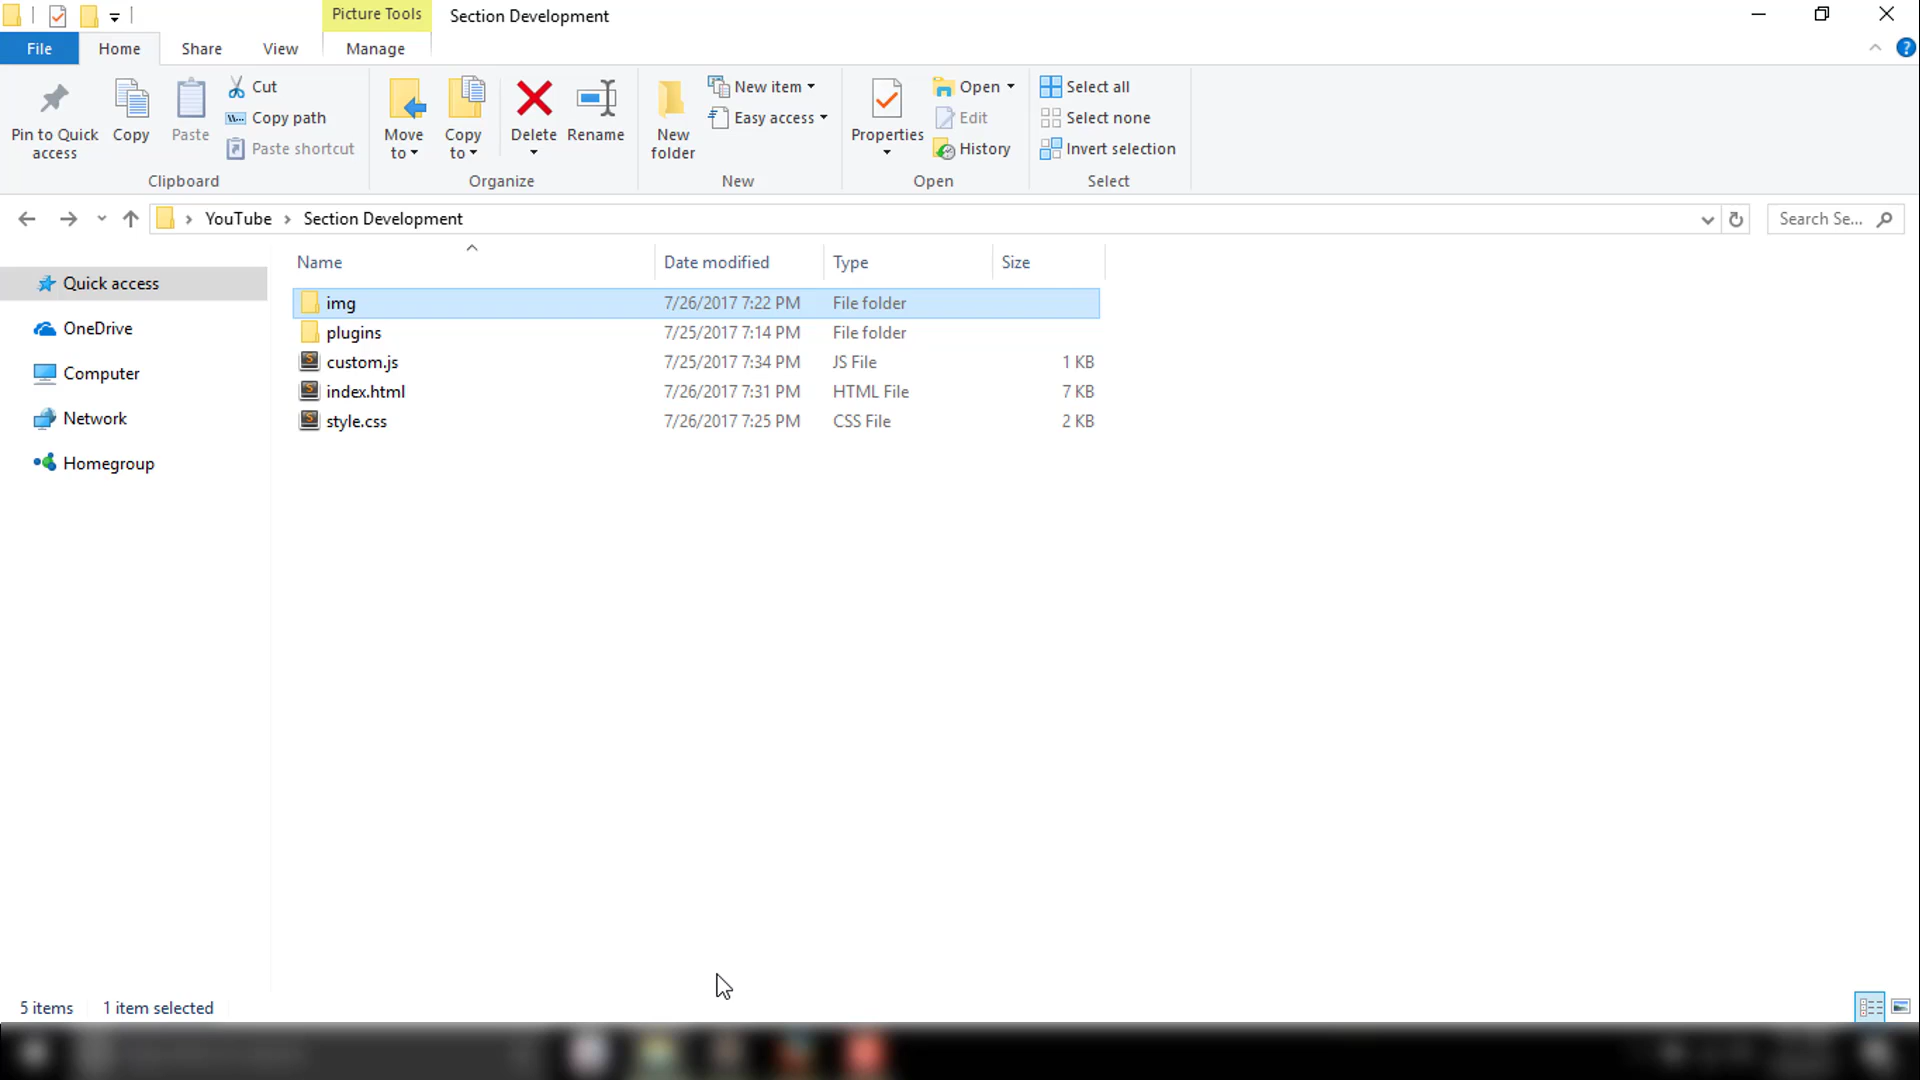 Picture Tools
Section Development
File
Home
Share
View
Manage
Pin to Quick access
Copy
Paste
Cut
Copy path
Paste shortcut
Clipboard
Move to
Copy to
Delete
Rename
Organize
New folder
New item
Easy access
New
Properties
Open
Edit
History
Open
Select all
Select none
Invert selection
Select
YouTube
Section Development
Search Se...
Quick access
OneDrive
Computer
Network
Homegroup
Name Date modified Type Size
img 7/26/2017 7:22 PM File folder
plugins 7/25/2017 7:14 PM File folder
custom.js 7/25/2017 7:34 PM JS File 1 KB
index.html 7/26/2017 7:31 PM HTML File 7 KB
style.css 7/26/2017 7:25 PM CSS File 2 KB
5 items 1 item selected